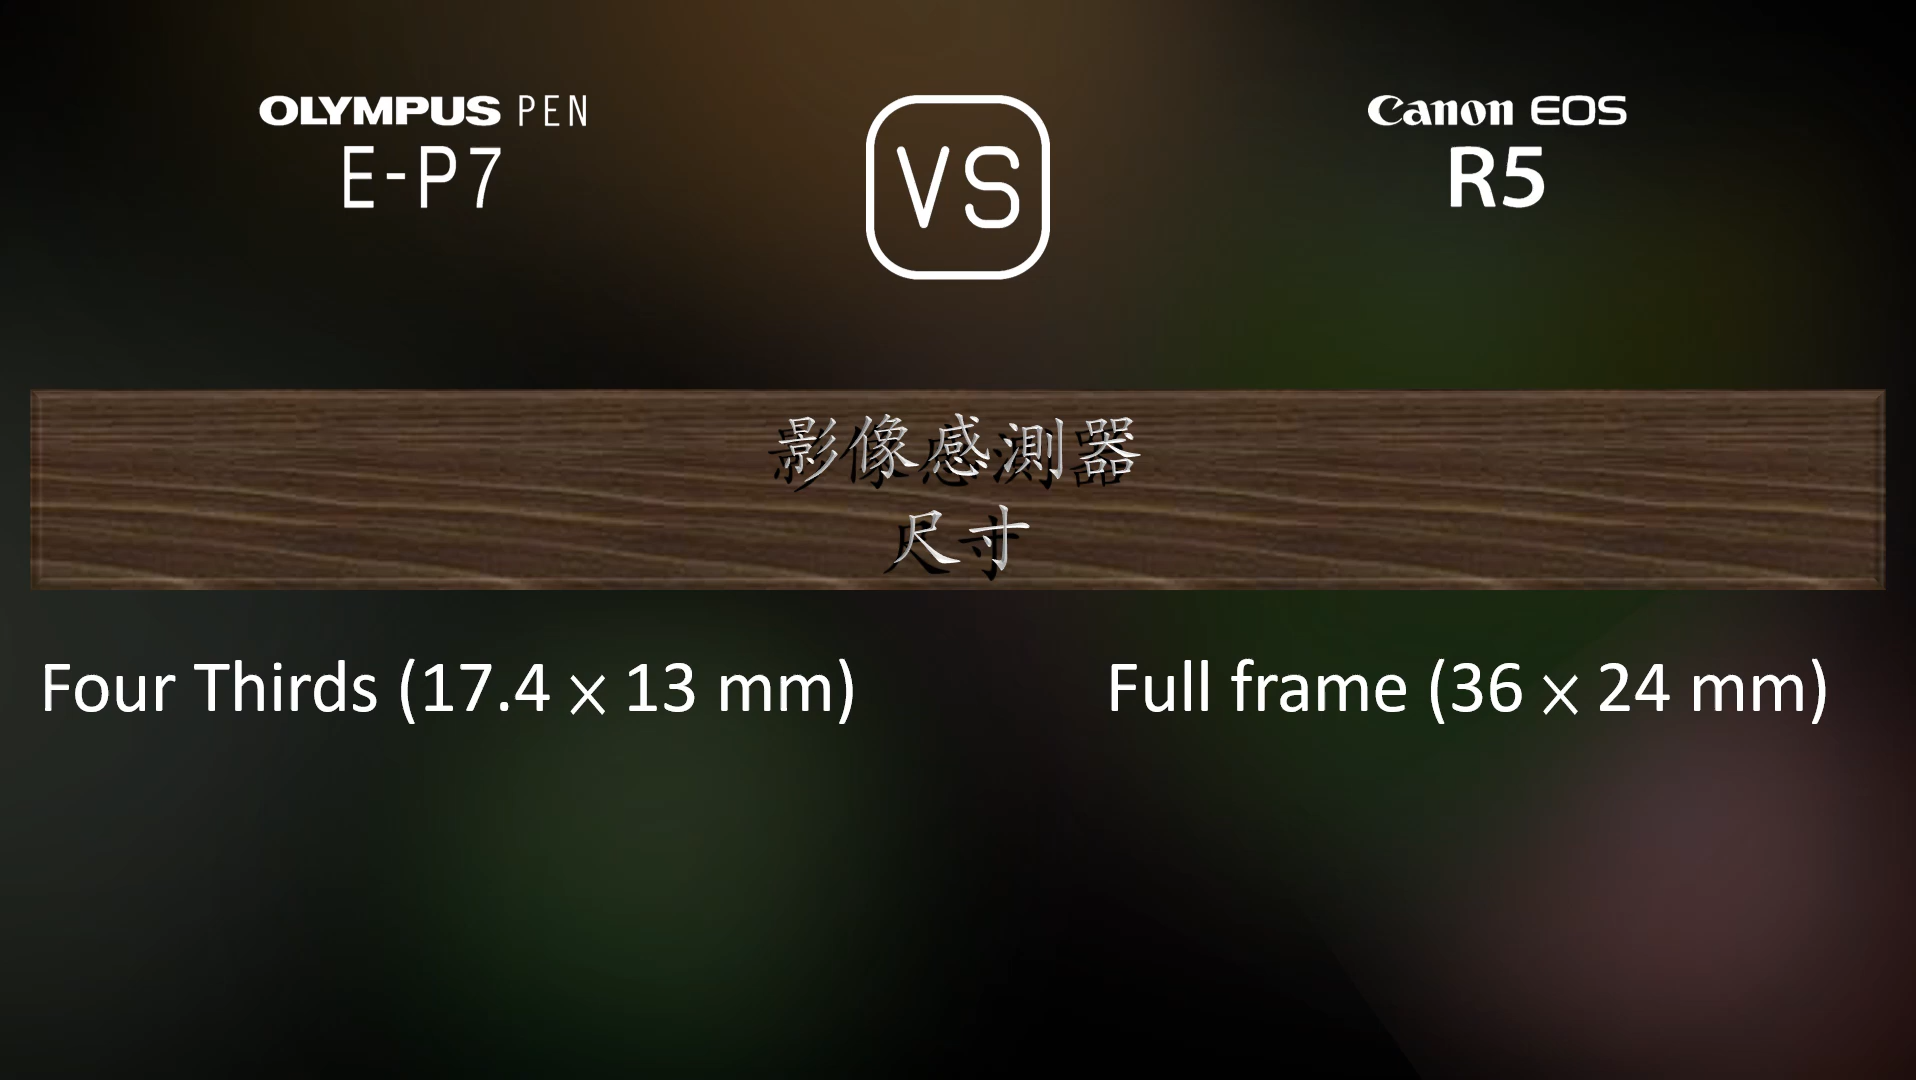 OLYMPUS PEN
E-P7
VS
Canon EOS
R5
影像感測器
尺寸
Four Thirds (17.4 x 13 mm)
Full frame (36 x 24 mm)